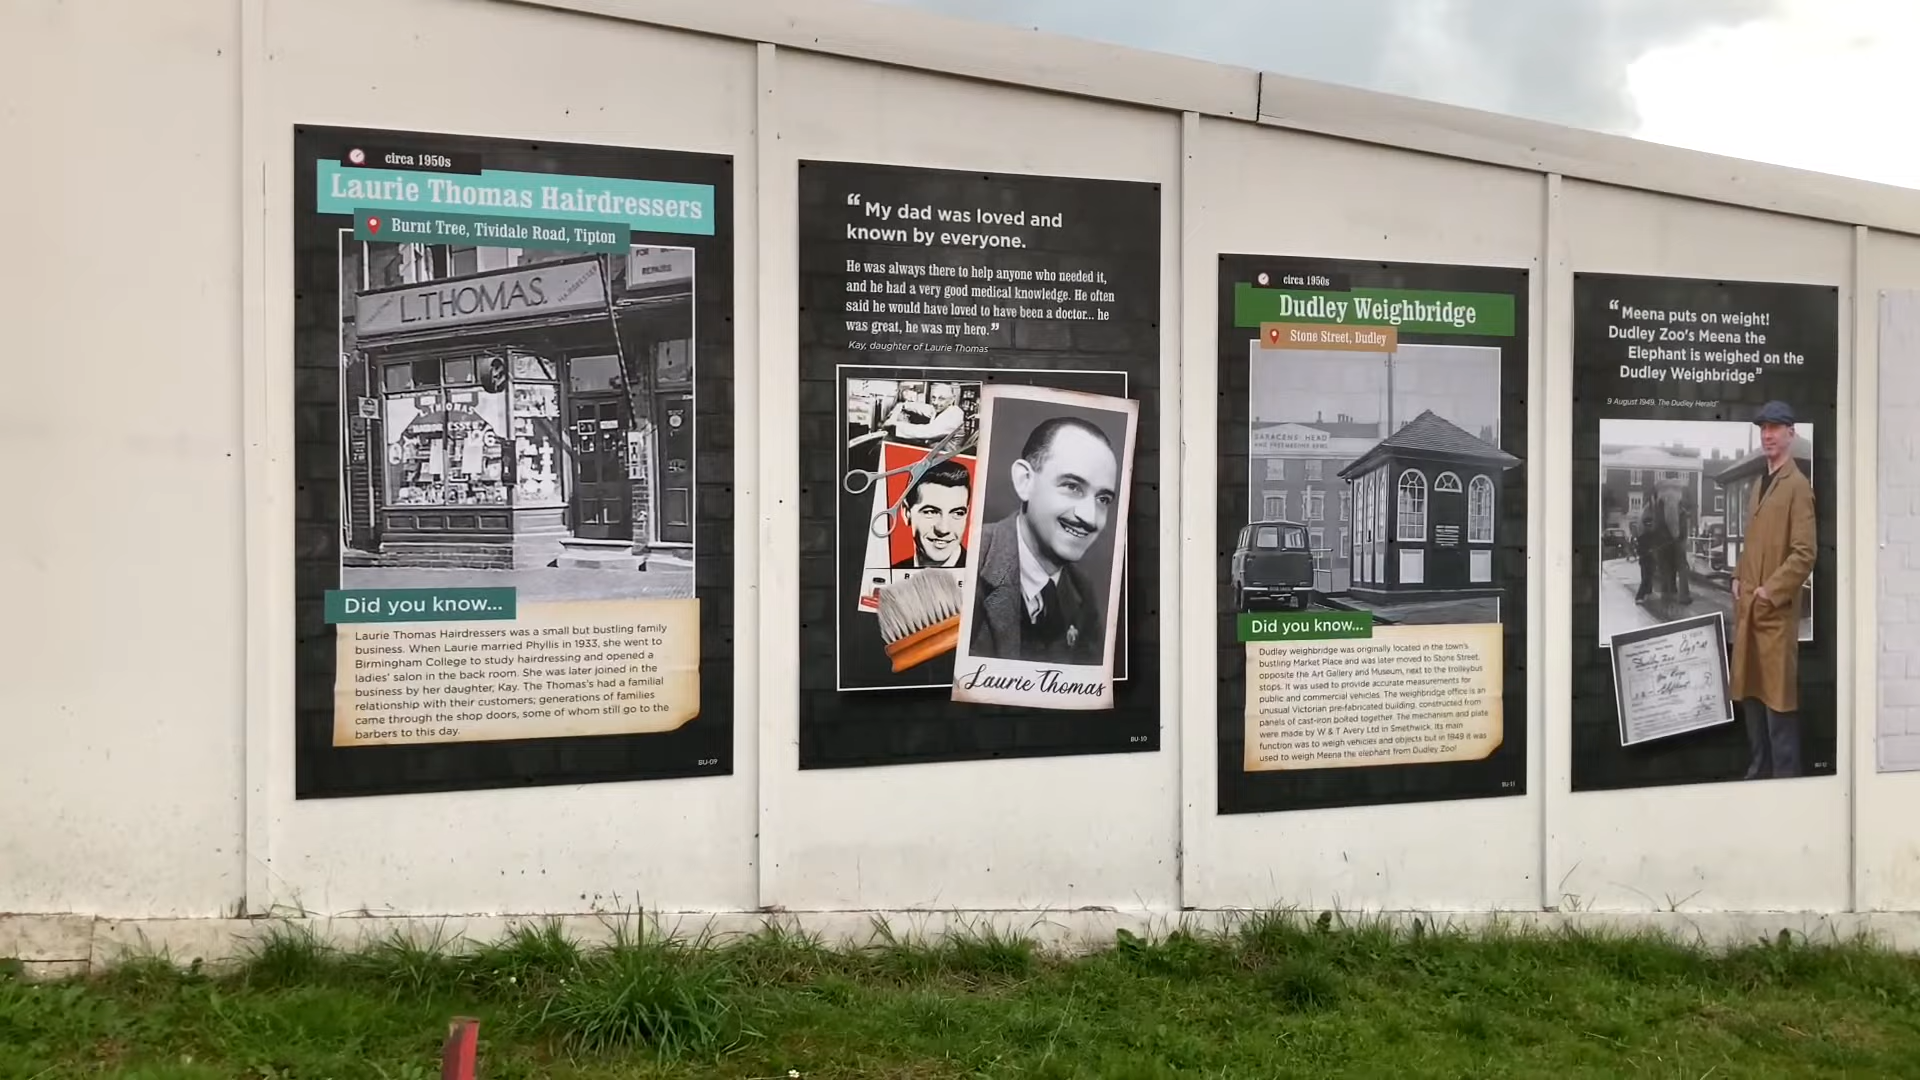 circa 1950s
Laurie Thomas Hairdressers
Burnt Tree, Tividale Road, Tipton
L.THOMAS.
HAIRDRESSER
FOR
REPAIRS
L THOMAS
Did you know...
Laurie Thomas Hairdressers was a small but bustling family
business. When Laurie married Phyllis in 1933, she went to
Birmingham College to study hairdressing and opened a
ladies' salon in the back room. She was later joined in the
business by her daughter, Kay. The Thomas's had a familial
relationship with their customers; generations of families
came through the shop doors, some of whom still go to the
barbers to this day.
BU-09
“My dad was loved and
known by everyone.
He was always there to help anyone who needed it,
and he had a very good medical knowledge. He often
said he would have loved to have been a doctor... he
was great, he was my hero.”
Kay, daughter of Laurie Thomas
Laurie Thomas
BU-10
circa 1950s
Dudley Weighbridge
Stone Street, Dudley
SARACENS HEAD
Did you know...
Dudley weighbridge was originally located in the town's
bustling Market Place and was later moved to Stone Street,
opposite the Art Gallery and Museum, next to the trolleybus
stops. It was used to provide accurate measurements for
public and commercial vehicles. The weighbridge office is an
unusual Victorian pre-fabricated building, constructed from
panels of cast-iron bolted together. The mechanism and plate
were made by W & T Avery Ltd in Smethwick. Its main
function was to weigh vehicles and objects but in 1949 it was
used to weigh Meena the elephant from Dudley Zoo!
BU-11
“Meena puts on weight!
Dudley Zoo's Meena the
Elephant is weighed on the
Dudley Weighbridge”
9 August 1949, The Dudley Herald
BU-12